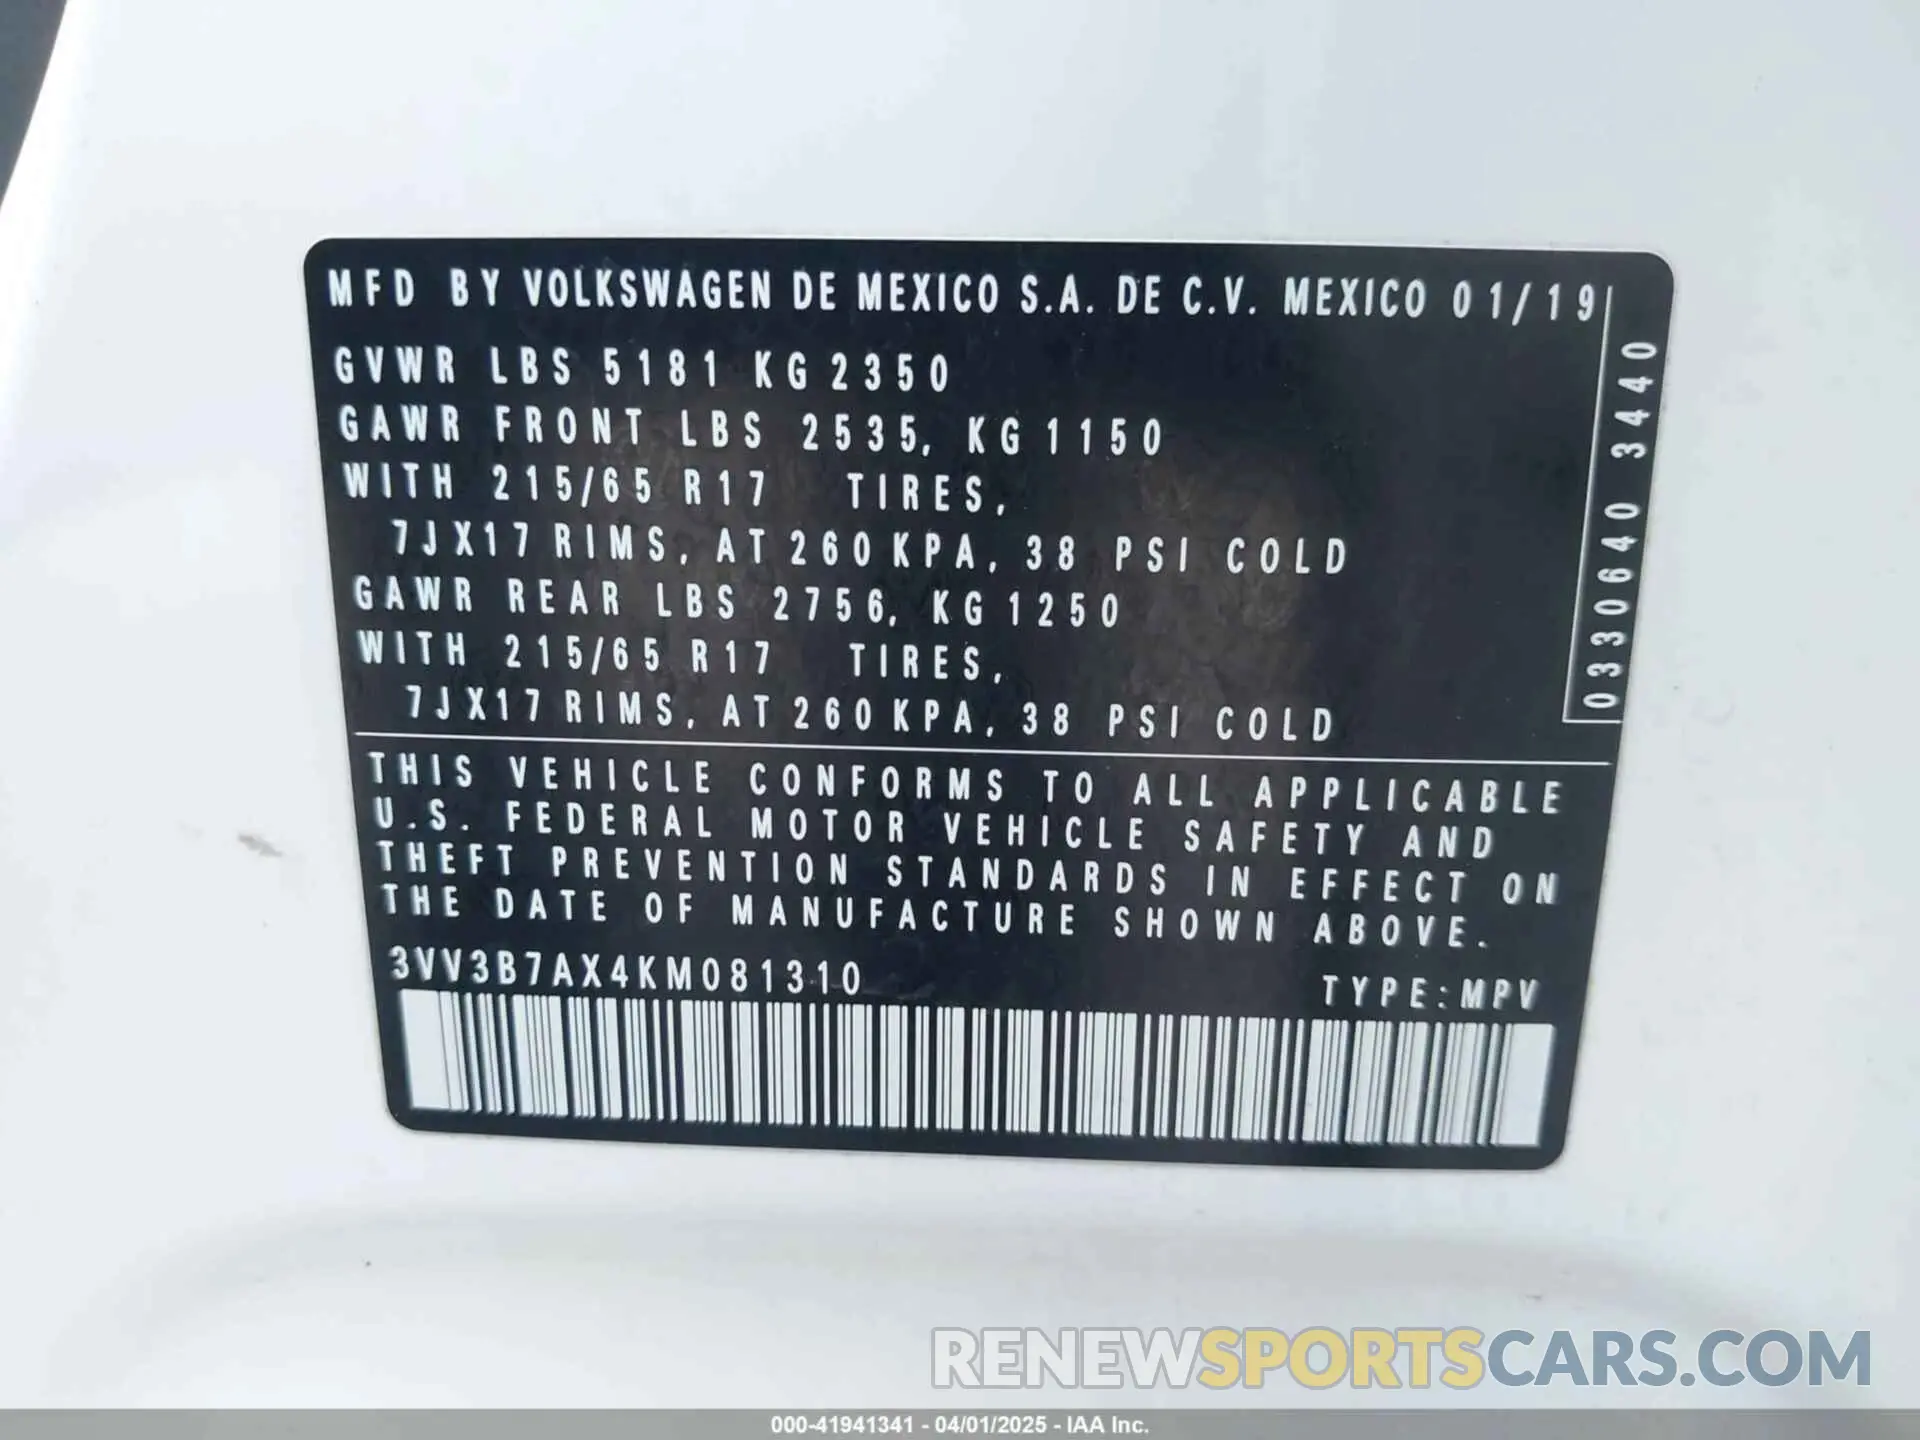 MFD BY VOLKSWAGEN DE MEXICO S.A. DE C.V. MEXICO 01/19
GVWR LBS 5181 KG 2350
GAWR FRONT LBS 2535, KG 1150
WITH 215/65 R17 TIRES,
7JX17 RIMS, AT 260 KPA, 38 PSI COLD
GAWR REAR LBS 2756, KG 1250
WITH 215/65 R17 TIRES,
7JX17 RIMS, AT 260 KPA, 38 PSI COLD
0330640 3440
THIS VEHICLE CONFORMS TO ALL APPLICABLE
U.S. FEDERAL MOTOR VEHICLE SAFETY AND
THEFT PREVENTION STANDARDS IN EFFECT ON
THE DATE OF MANUFACTURE SHOWN ABOVE.
3VV3B7AX4KM081310 TYPE:MPV
RENEWSPORTSCARS.COM
000-41941341 - 04/01/2025 - IAA Inc.